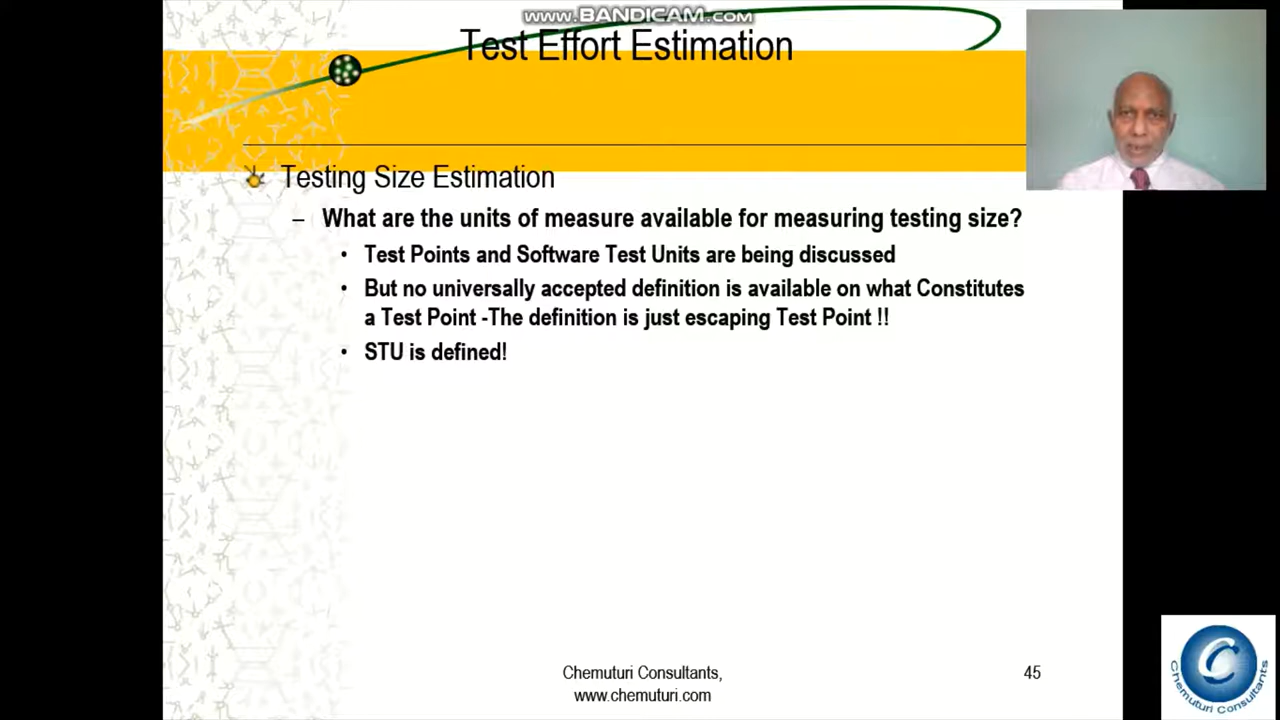 www.BANDICAM.com
Test Effort Estimation
Testing Size Estimation
– What are the units of measure available for measuring testing size?
• Test Points and Software Test Units are being discussed
• But no universally accepted definition is available on what Constitutes
a Test Point -The definition is just escaping Test Point !!
• STU is defined!
Chemuturi Consultants,
www.chemuturi.com
45
C
Chemuturi Consultants